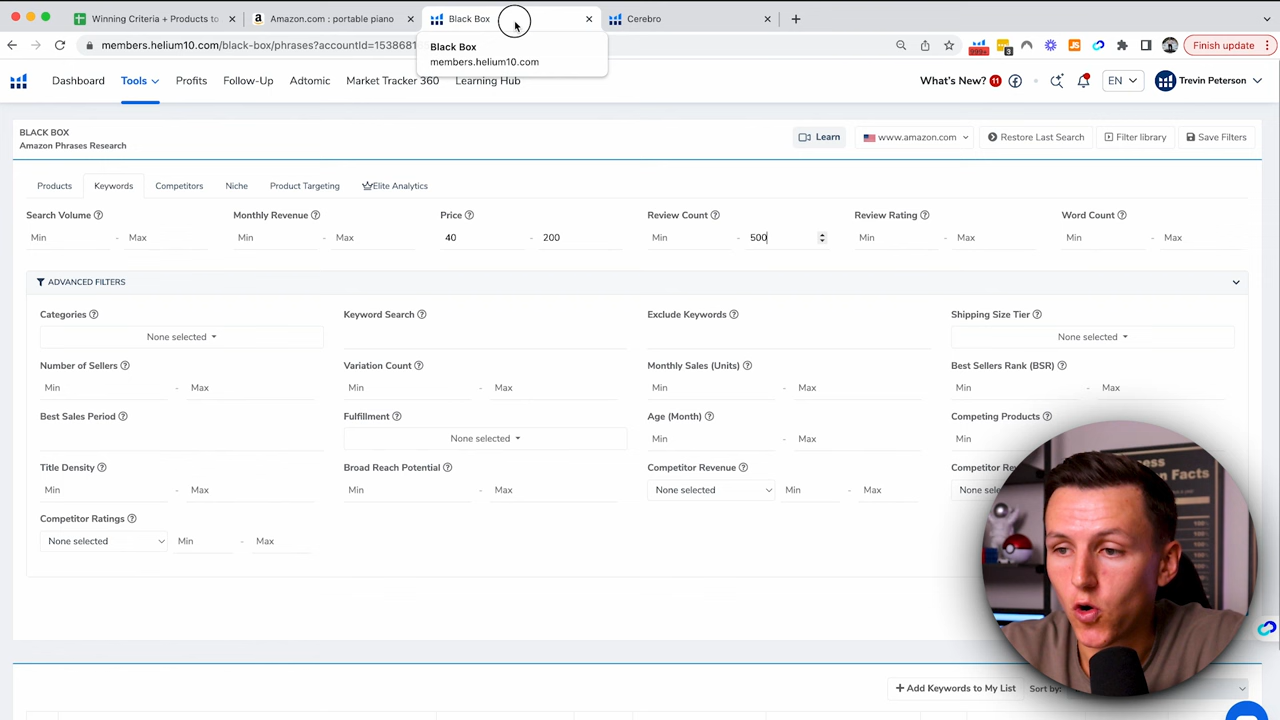 Winning Criteria + Products to
Amazon.com : portable piano
Black Box
Cerebro
members.helium10.com/black-box/phrases?accountId=1538681
Finish update
Black Box
members.helium10.com
Dashboard
Tools
Profits
Follow-Up
Adtomic
Market Tracker 360
Learning Hub
What's New?
11
EN
Trevin Peterson
BLACK BOX
Amazon Phrases Research
Learn
www.amazon.com
Restore Last Search
Filter library
Save Filters
Products
Keywords
Competitors
Niche
Product Targeting
Elite Analytics
Search Volume
Monthly Revenue
Price
Review Count
Review Rating
Word Count
Min - Max
Min - Max
40 - 200
Min - 500
Min - Max
Min - Max
ADVANCED FILTERS
Categories
Keyword Search
Exclude Keywords
Shipping Size Tier
None selected
None selected
Number of Sellers
Variation Count
Monthly Sales (Units)
Best Sellers Rank (BSR)
Min - Max
Min - Max
Min - Max
Min - Max
Best Sales Period
Fulfillment
Age (Month)
Competing Products
None selected
Min - Max
Min
Title Density
Broad Reach Potential
Competitor Revenue
Competitor Re
Min - Max
Min - Max
None selected
Min - Max
None sele
Competitor Ratings
None selected
Min - Max
+ Add Keywords to My List
Sort by: